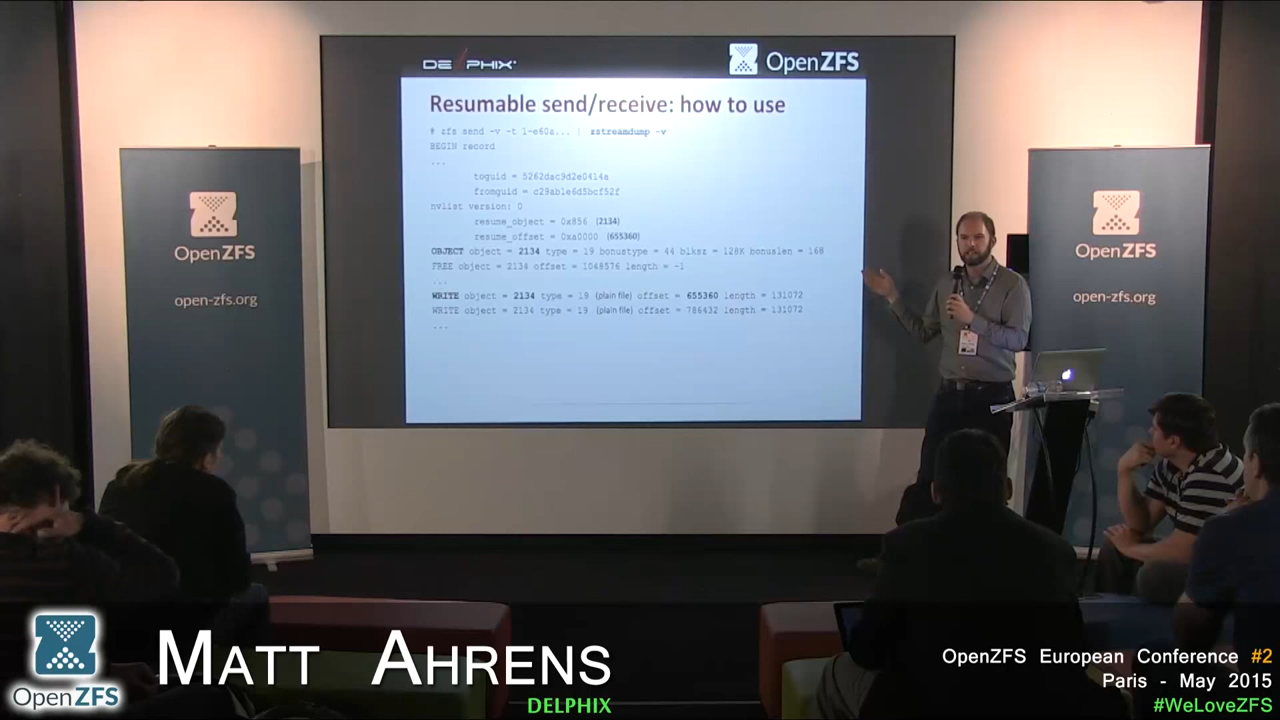 DELPHIX
OpenZFS
Resumable send/receive: how to use
# zfs send -v -t 1-e60a... | zstreamdump -v
BEGIN record
...
toguid = 5262dac9d2e0414a
fromguid = c29ab1e6d5bcf52f
nvlist version: 0
resume_object = 0x856 (2134)
resume_offset = 0xa0000 (655360)
OBJECT object = 2134 type = 19 bonustype = 44 blksz = 128K bonuslen = 168
FREE object = 2134 offset = 1048576 length = -1
...
WRITE object = 2134 type = 19 (plain file) offset = 655360 length = 131072
WRITE object = 2134 type = 19 (plain file) offset = 786432 length = 131072
...
OpenZFS
open-zfs.org
OpenZFS
open-zfs.org
OpenZFS
MATT AHRENS
DELPHIX
OpenZFS European Conference #2
Paris - May 2015
#WeLoveZFS